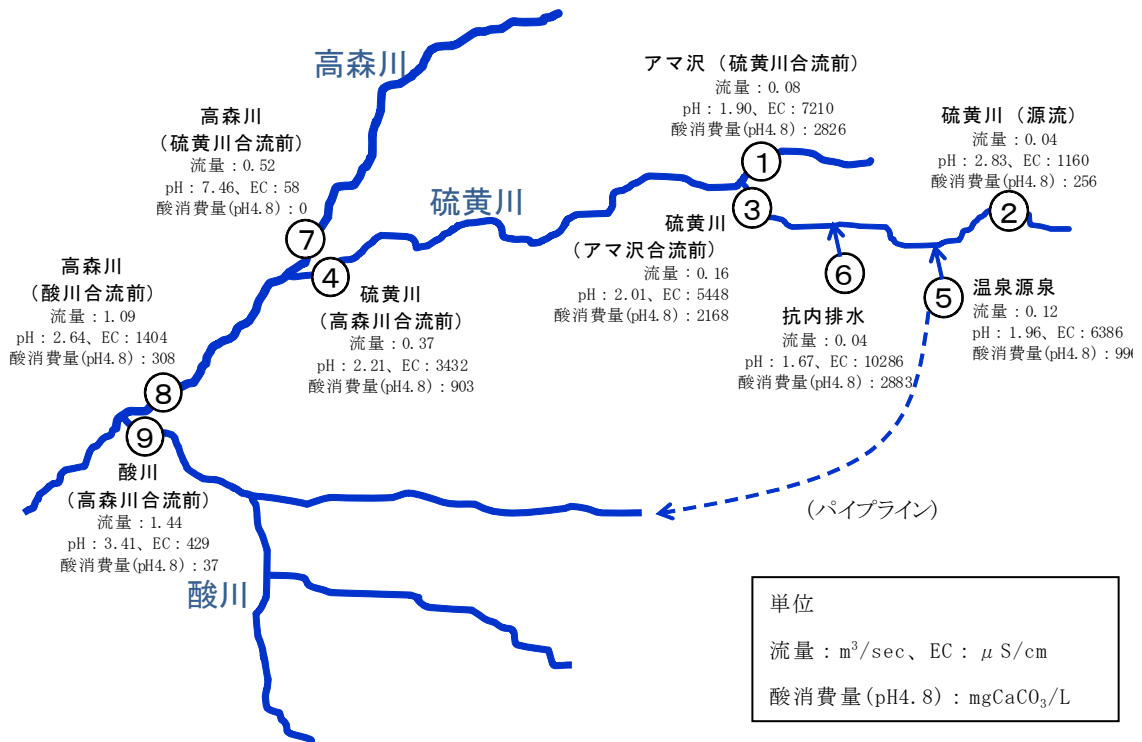 高森川
アマ沢（硫黄川合流前）
流量：0.08
pH：1.90、EC：7210
酸消費量(pH4.8)：2826
硫黄川（源流）
流量：0.04
pH：2.83、EC：1160
酸消費量(pH4.8)：256
高森川
（硫黄川合流前）
流量：0.52
pH：7.46、EC：58
酸消費量(pH4.8)：0
硫黄川
①
②
③
硫黄川
（アマ沢合流前）
流量：0.16
pH：2.01、EC：5448
酸消費量(pH4.8)：2168
⑦
④
⑥
⑤
高森川
（酸川合流前）
流量：1.09
pH：2.64、EC：1404
酸消費量(pH4.8)：308
硫黄川
（高森川合流前）
流量：0.37
pH：2.21、EC：3432
酸消費量(pH4.8)：903
抗内排水
流量：0.04
pH：1.67、EC：10286
酸消費量(pH4.8)：2883
温泉源泉
流量：0.12
pH：1.96、EC：6386
酸消費量(pH4.8)：996
⑧
⑨
酸川
（高森川合流前）
流量：1.44
pH：3.41、EC：429
酸消費量(pH4.8)：37
(パイプライン)
酸川
単位
流量：m³/sec、EC：μS/cm
酸消費量(pH4.8)：mgCaCO₃/L